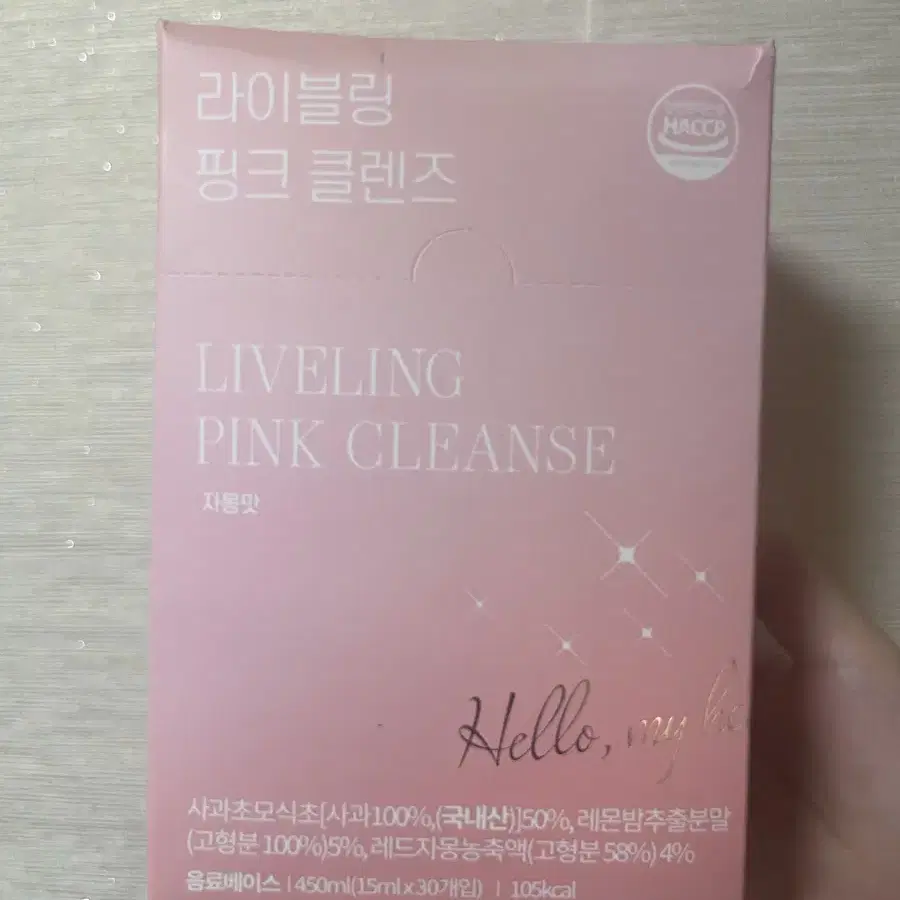 라이블링
핑크 클렌즈
HACCP
LIVELING
PINK CLEANSE
자몽맛
Hello, my
사과초모식초[사과100%,(국내산)]50%, 레몬밤추출분말
(고형분 100%)5%, 레드자몽농축액(고형분 58%) 4%
음료베이스 | 450ml(15ml x 30개입) | 105kcal